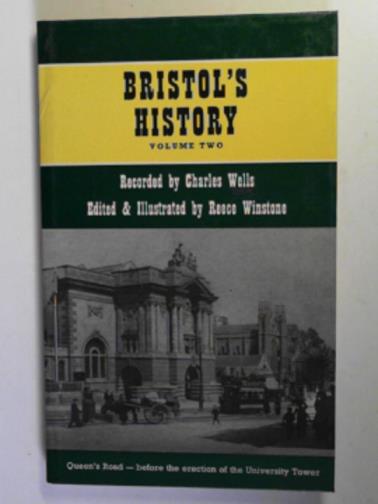 BRISTOL'S
HISTORY
VOLUME TWO
Recorded by Charles Wells
Edited & Illustrated by Reece Winstone
Queen's Road — before the erection of the University Tower